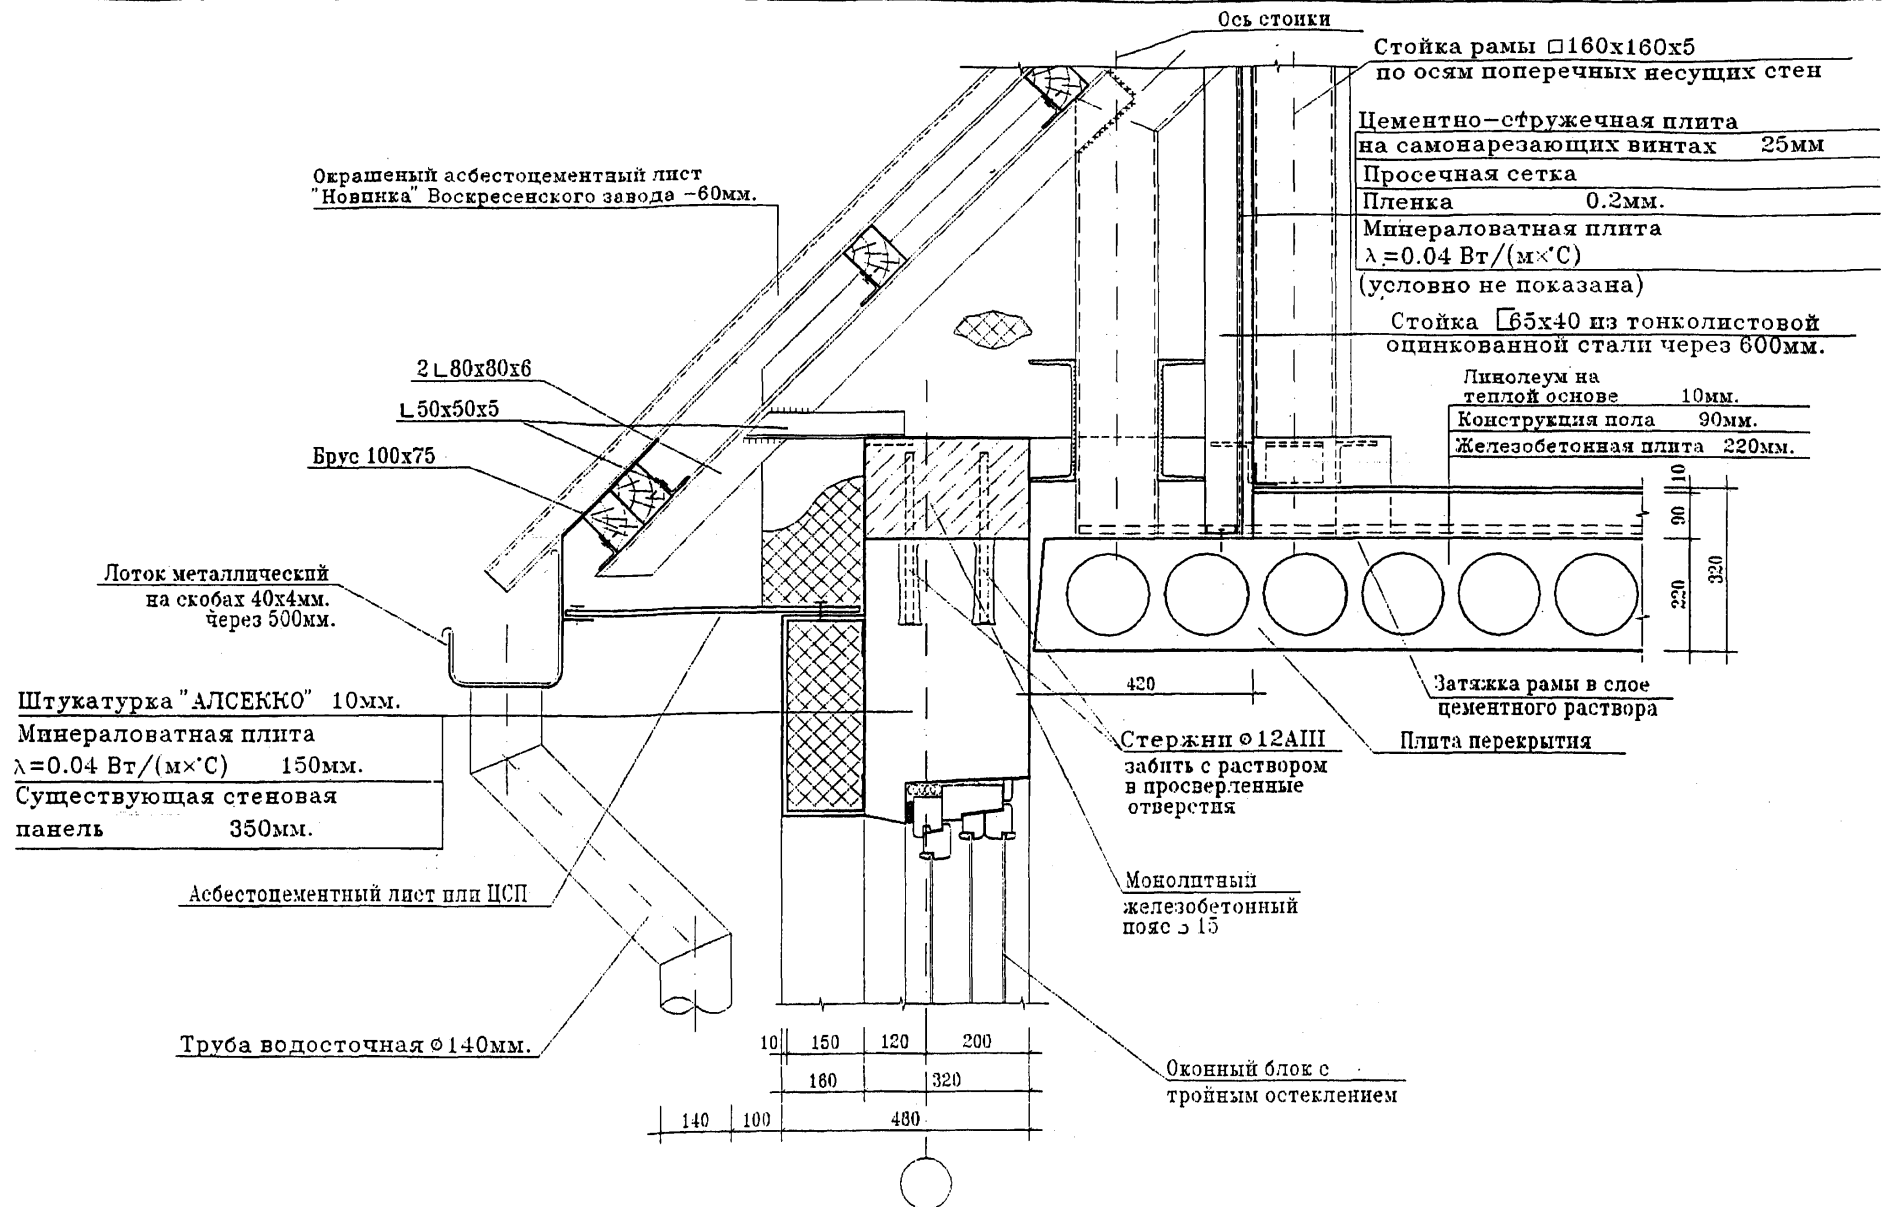 Ось стойки
Стойка рамы □160х160х5
по осям поперечных несущих стен
Цементно-стружечная плита
на самонарезающих винтах 25мм
Просечная сетка
Пленка 0.2мм.
Минераловатная плита
λ=0.04 Вт/(м×°С)
(условно не показана)
Стойка [65х40 из тонколистовой
оцинкованной стали через 600мм.
Линолеум на
теплой основе 10мм.
Конструкция пола 90мм.
Железобетонная плита 220мм.
Окрашеный асбестоцементный лист
"Новинка" Воскресенского завода -60мм.
2∟80х80х6
∟50х50х5
Брус 100х75
Лоток металлический
на скобах 40х4мм.
через 500мм.
Штукатурка "АЛСЕККО" 10мм.
Минераловатная плита
λ=0.04 Вт/(м×°С) 150мм.
Существующая стеновая
панель 350мм.
Асбестоцементный лист или ЦСП
Труба водосточная ⌀140мм.
10
90
220
320
420
Затяжка рамы в слое
цементного раствора
Плита перекрытия
Стержни ⌀12АIII
забить с раствором
в просверленные
отверстия
Монолитный
железобетонный
пояс 15
Оконный блок с
тройным остеклением
10 150 120 200
160 320
140 100 480